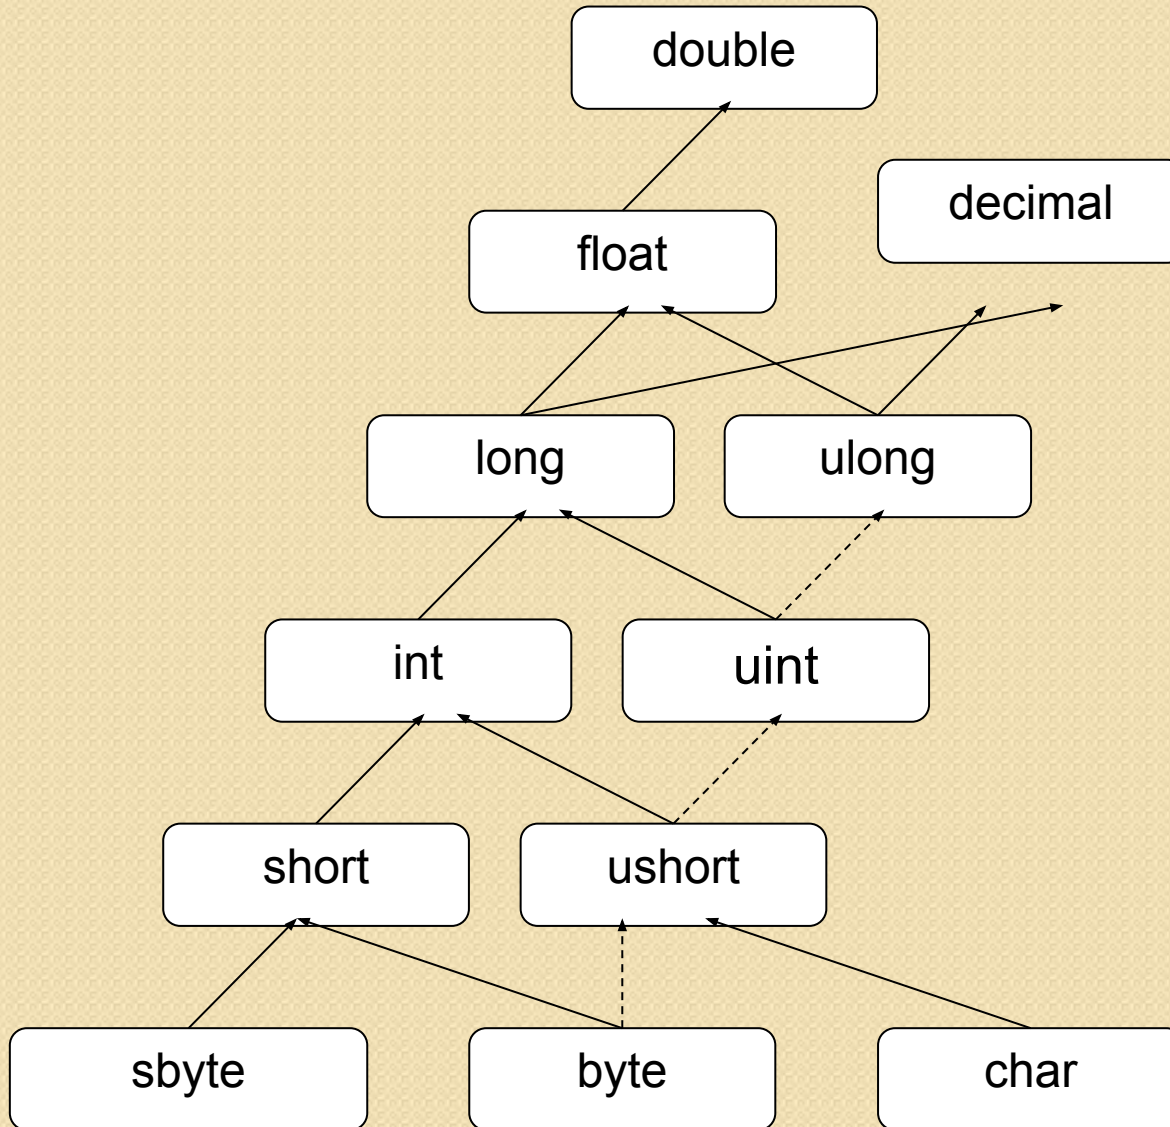 double
decimal
float
long
ulong
int
uint
short
ushort
sbyte
byte
char